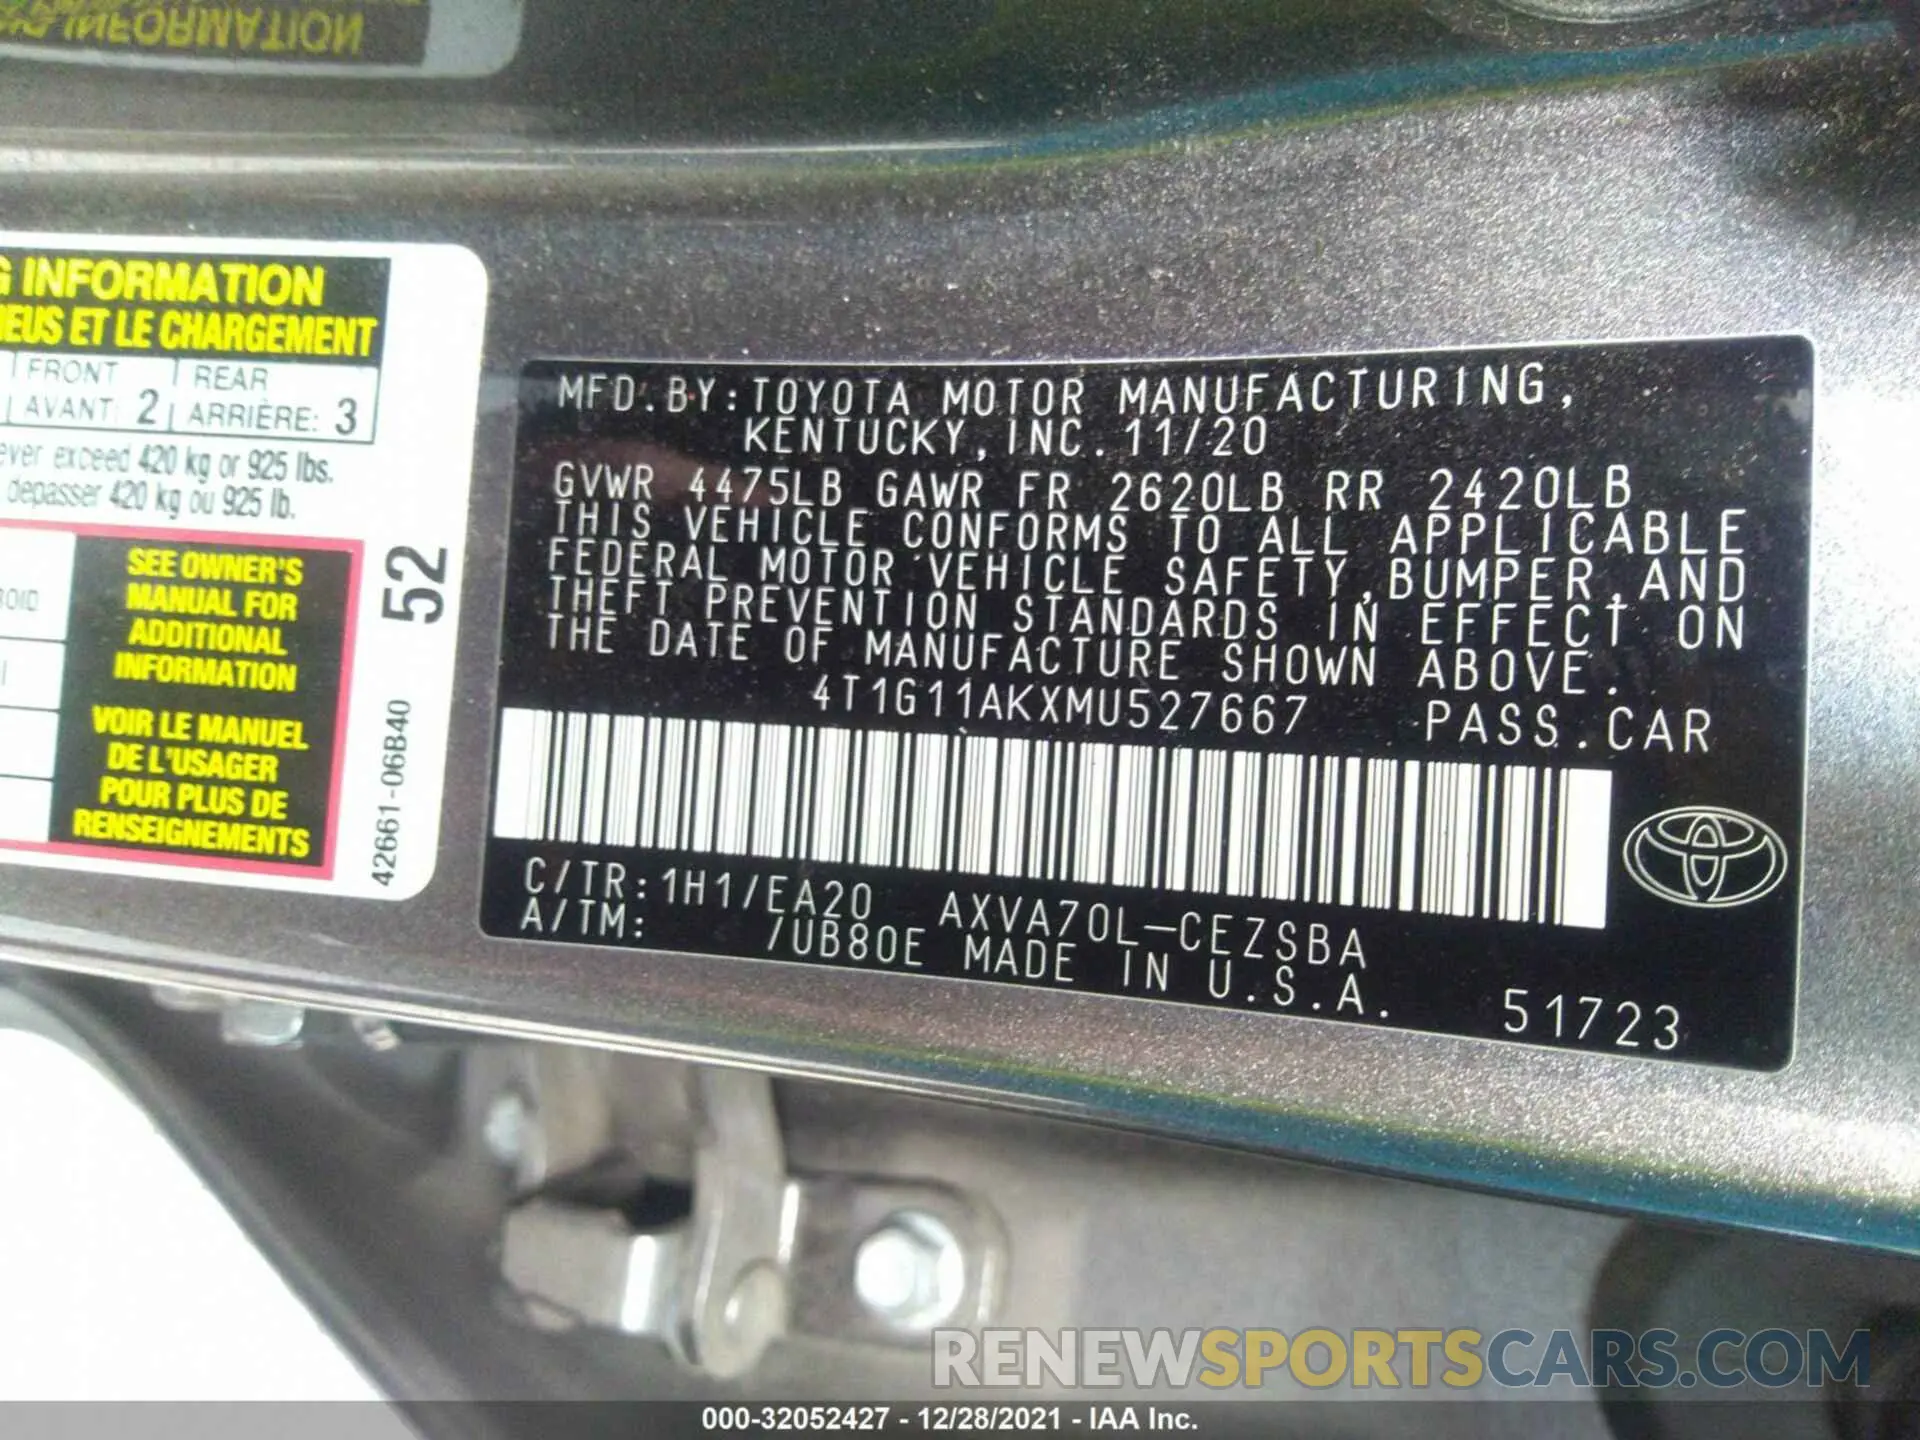 INFORMATION
G INFORMATION
NEUS ET LE CHARGEMENT
FRONT REAR
AVANT: 2 ARRIÈRE: 3
ever exceed 420 kg or 925 lbs.
depasser 420 kg ou 925 lb.
SEE OWNER'S
MANUAL FOR
ADDITIONAL
INFORMATION
VOIR LE MANUEL
DE L'USAGER
POUR PLUS DE
RENSEIGNEMENTS
52
42661-06B40
MFD.BY:TOYOTA MOTOR MANUFACTURING,
KENTUCKY,INC.11/20
GVWR 4475LB GAWR FR 2620LB RR 2420LB
THIS VEHICLE CONFORMS TO ALL APPLICABLE
FEDERAL MOTOR VEHICLE SAFETY,BUMPER,AND
THEFT PREVENTION STANDARDS IN EFFECT ON
THE DATE OF MANUFACTURE SHOWN ABOVE.
4T1G11AKXMU527667 PASS.CAR
C/TR:1H1/EA20 AXVA70L-CEZSBA
A/TM: /UB80E MADE IN U.S.A.
51723
RENEWSPORTSCARS.COM
000-32052427 - 12/28/2021 - IAA Inc.